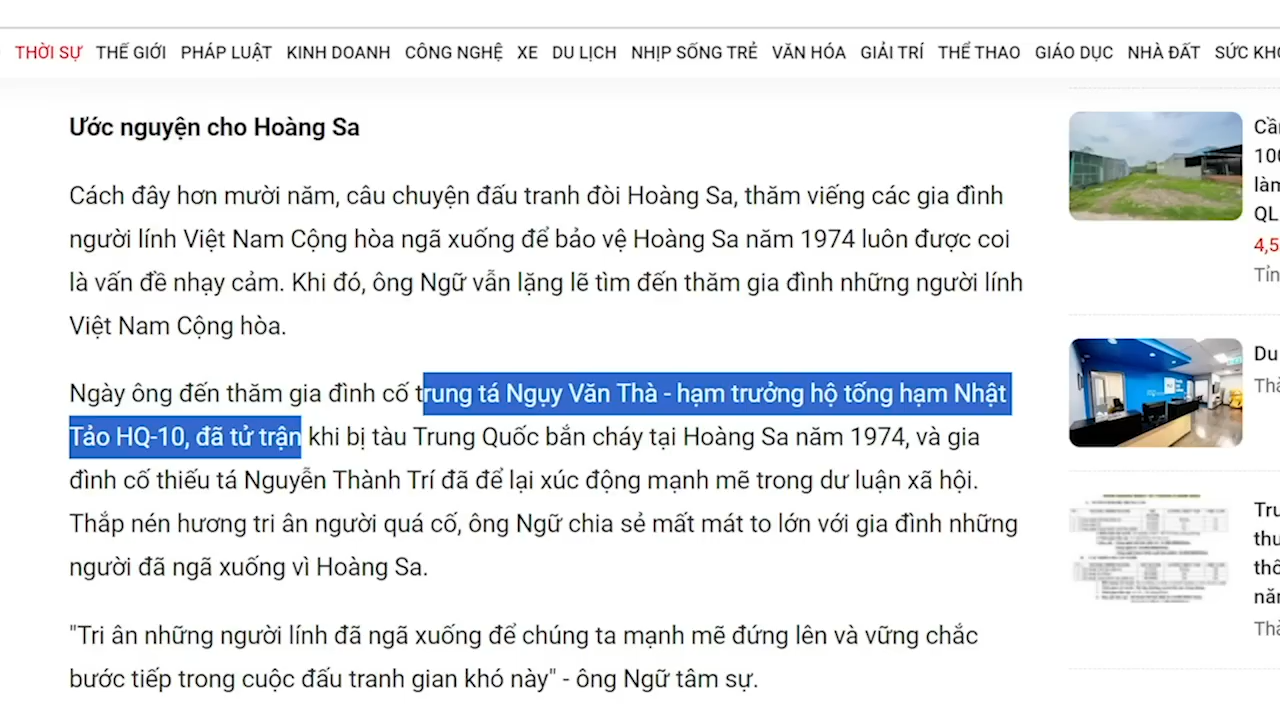 THỜI SỰ THẾ GIỚI PHÁP LUẬT KINH DOANH CÔNG NGHỆ XE DU LỊCH NHỊP SỐNG TRẺ VĂN HÓA GIẢI TRÍ THỂ THAO GIÁO DỤC NHÀ ĐẤT SỨC
Ước nguyện cho Hoàng Sa
Cách đây hơn mười năm, câu chuyện đấu tranh đòi Hoàng Sa, thăm viếng các gia đình
người lính Việt Nam Cộng hòa ngã xuống để bảo vệ Hoàng Sa năm 1974 luôn được coi
là vấn đề nhạy cảm. Khi đó, ông Ngữ vẫn lặng lẽ tìm đến thăm gia đình những người lính
Việt Nam Cộng hòa.
Ngày ông đến thăm gia đình cố trung tá Ngụy Văn Thà - hạm trưởng hộ tống hạm Nhật
Tảo HQ-10, đã tử trận khi bị tàu Trung Quốc bắn cháy tại Hoàng Sa năm 1974, và gia
đình cố thiếu tá Nguyễn Thành Trí đã để lại xúc động mạnh mẽ trong dư luận xã hội.
Thắp nén hương tri ân người quá cố, ông Ngữ chia sẻ mất mát to lớn với gia đình những
người đã ngã xuống vì Hoàng Sa.
"Tri ân những người lính đã ngã xuống để chúng ta mạnh mẽ đứng lên và vững chắc
bước tiếp trong cuộc đấu tranh gian khó này" - ông Ngữ tâm sự.
QL
4,5
Du